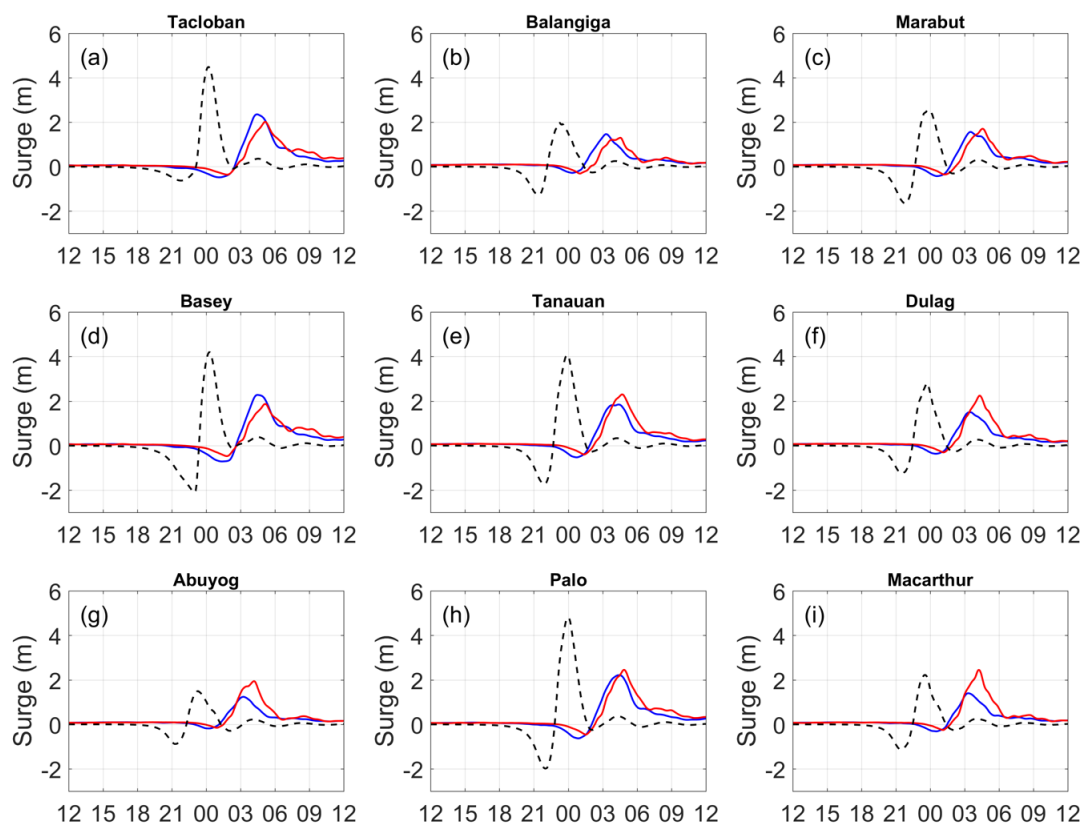 Tacloban
Balangiga
Marabut
(a)
(b)
(c)
Surge (m)
6
4
2
0
-2
12 15 18 21 00 03 06 09 12
Surge (m)
6
4
2
0
-2
12 15 18 21 00 03 06 09 12
Surge (m)
6
4
2
0
-2
12 15 18 21 00 03 06 09 12
Basey
Tanauan
Dulag
(d)
(e)
(f)
Surge (m)
6
4
2
0
-2
12 15 18 21 00 03 06 09 12
Surge (m)
6
4
2
0
-2
12 15 18 21 00 03 06 09 12
Surge (m)
6
4
2
0
-2
12 15 18 21 00 03 06 09 12
Abuyog
Palo
Macarthur
(g)
(h)
(i)
Surge (m)
6
4
2
0
-2
12 15 18 21 00 03 06 09 12
Surge (m)
6
4
2
0
-2
12 15 18 21 00 03 06 09 12
Surge (m)
6
4
2
0
-2
12 15 18 21 00 03 06 09 12